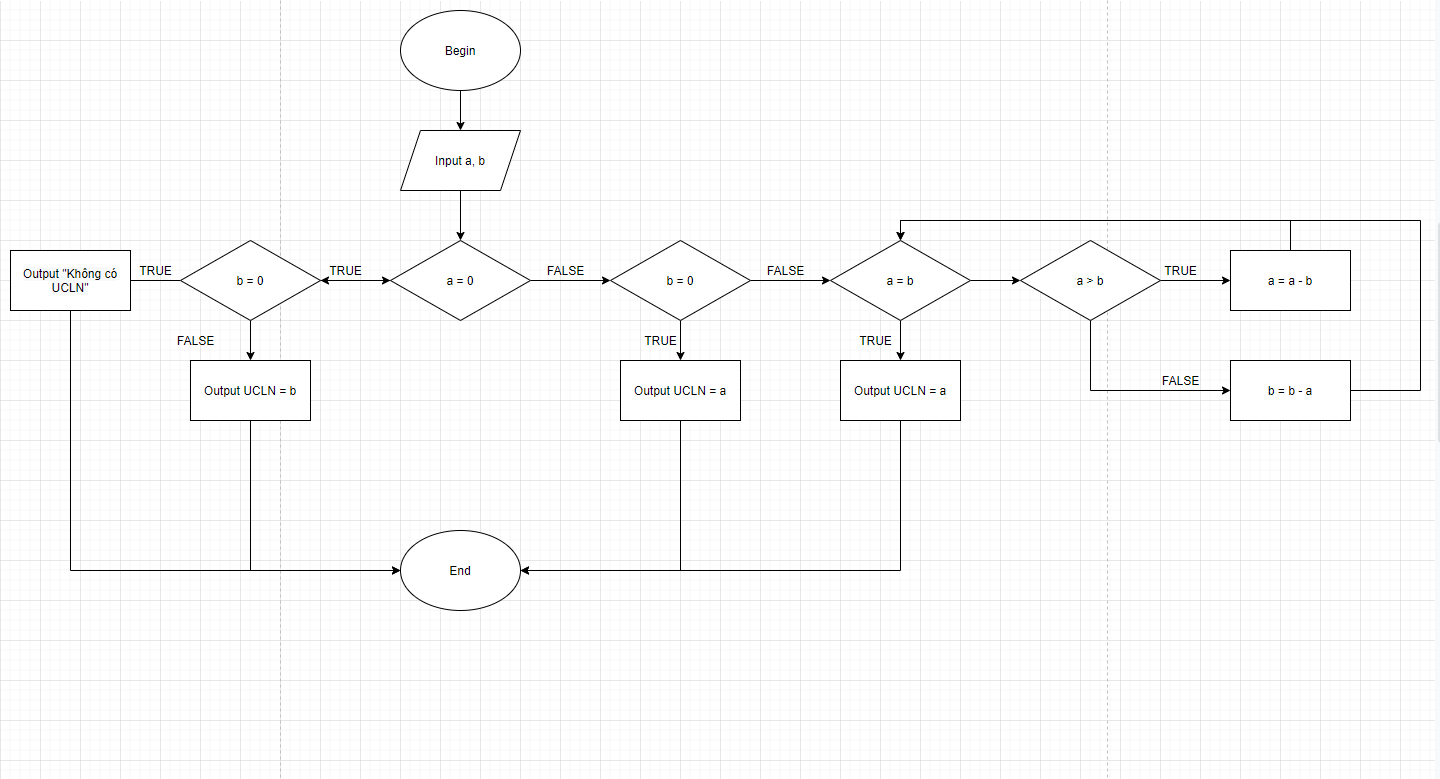 Begin
Input a, b
TRUE
TRUE
FALSE
FALSE
TRUE
Output "Không có
UCLN"
b = 0
a = 0
b = 0
a = b
a > b
a = a - b
FALSE
TRUE
TRUE
FALSE
Output UCLN = b
Output UCLN = a
Output UCLN = a
b = b - a
End